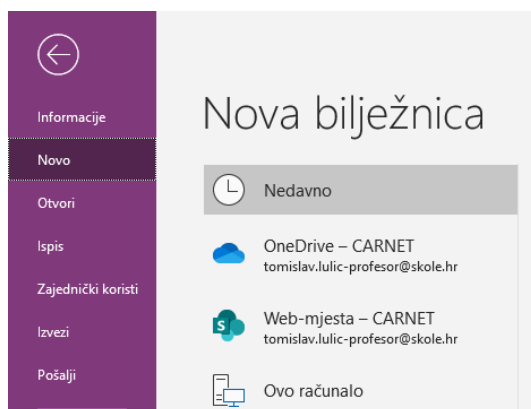 Informacije
Novo
Otvori
Ispis
Zajednički koristi
Izvezi
Pošalji
Nova bilježnica
Nedavno
OneDrive – CARNET
tomislav.lulic-profesor@skole.hr
Web-mjesta – CARNET
tomislav.lulic-profesor@skole.hr
Ovo računalo